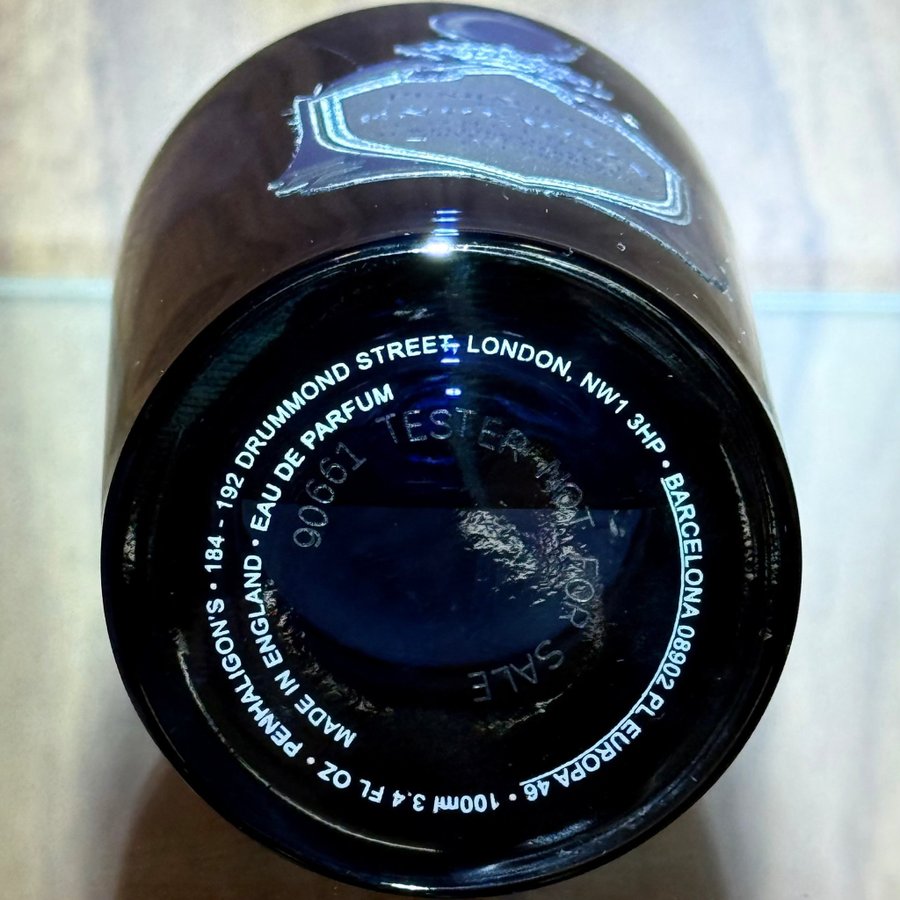 PENHALIGON'S • 184 - 192 DRUMMOND STREET, LONDON, NW1 3HP • BARCELONA 08902 PL EUROPA 46 • 100ml 3.4 FL OZ •
MADE IN ENGLAND • EAU DE PARFUM
90661 TESTER-NOT FOR SALE